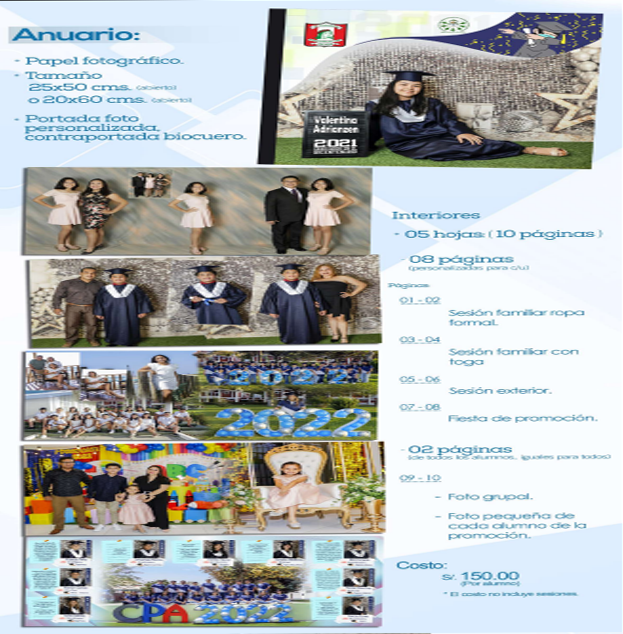 Anuario:
• Papel fotográfico.
• Tamaño
25x50 cms. (abierto)
o 20x60 cms. (abierto)
• Portada foto
personalizada,
contraportada biocuero.
Valentina
Adrianzen
2021
Interiores
• 05 hojas: ( 10 páginas )
- 08 páginas
(personalizadas para c/u)
Páginas:
01 - 02
Sesión familiar ropa
formal.
03 - 04
Sesión familiar con
toga
05 - 06
Sesión exterior.
07 - 08
Fiesta de promoción.
- 02 páginas
(de todos los alumnos, iguales para todos)
09 - 10
- Foto grupal.
- Foto pequeña de
cada alumno de la
promoción.
2022
2022
CPA 2022
Costo:
S/. 150.00
(Por alumno)
* El costo no incluye sesiones.